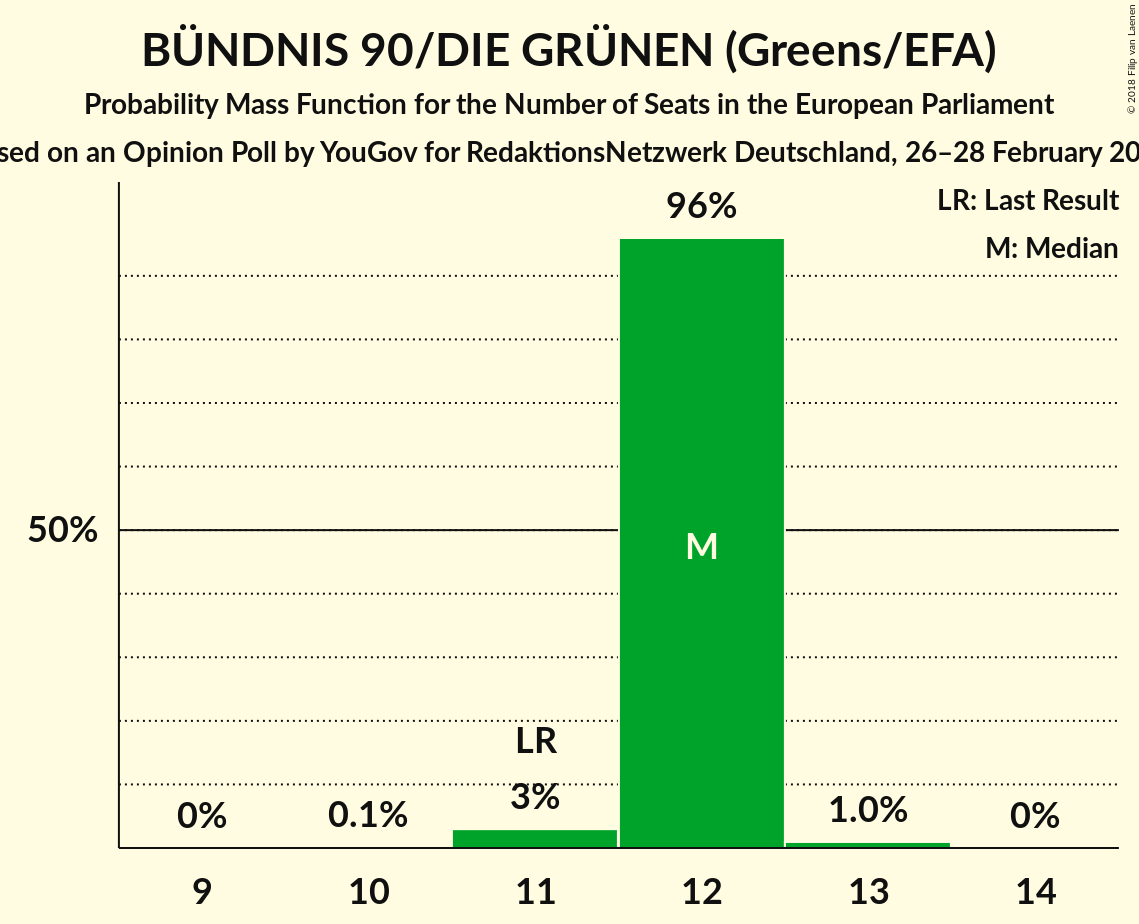 BÜNDNIS 90/DIE GRÜNEN (Greens/EFA)
Probability Mass Function for the Number of Seats in the European Parliament
sed on an Opinion Poll by YouGov for RedaktionsNetzwerk Deutschland, 26–28 February 20
© 2018 Filip van Laenen
LR: Last Result
M: Median
96%
50%
M
LR
0%
0.1%
3%
1.0%
0%
9
10
11
12
13
14